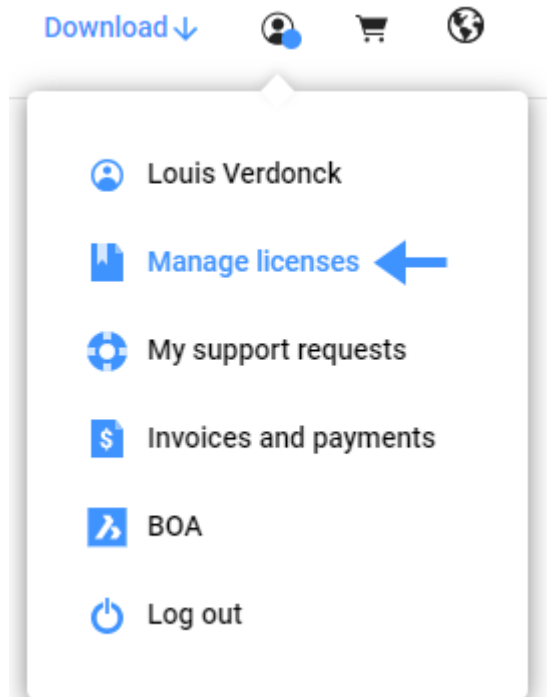 Download
Louis Verdonck
Manage licenses
My support requests
Invoices and payments
BOA
Log out